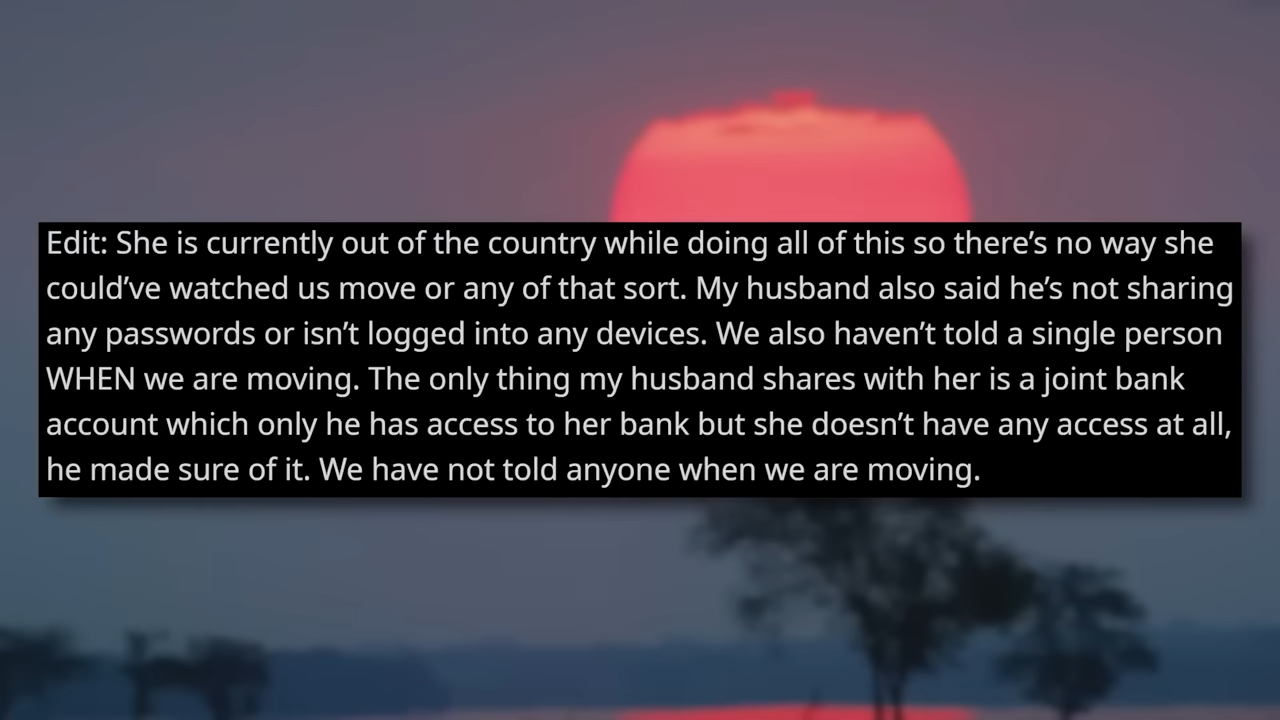 Edit: She is currently out of the country while doing all of this so there’s no way she
could’ve watched us move or any of that sort. My husband also said he’s not sharing
any passwords or isn’t logged into any devices. We also haven’t told a single person
WHEN we are moving. The only thing my husband shares with her is a joint bank
account which only he has access to her bank but she doesn’t have any access at all,
he made sure of it. We have not told anyone when we are moving.